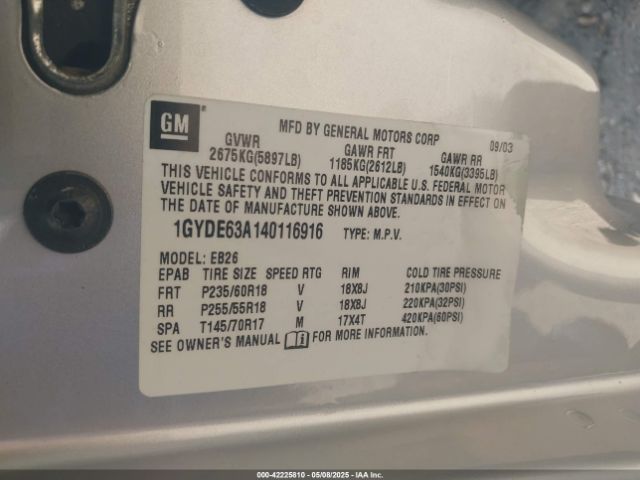 GM
MFD BY GENERAL MOTORS CORP 09/03
GVWR GAWR FRT GAWR RR
2675KG(5897LB) 1185KG(2612LB) 1540KG(3395LB)
THIS VEHICLE CONFORMS TO ALL APPLICABLE U.S. FEDERAL MOTOR
VEHICLE SAFETY AND THEFT PREVENTION STANDARDS IN EFFECT ON
THE DATE OF MANUFACTURE SHOWN ABOVE.
1GYDE63A140116916 TYPE: M.P.V.
MODEL: EB26
EPAB TIRE SIZE SPEED RTG RIM COLD TIRE PRESSURE
FRT P235/60R18 V 18X8J 210KPA(30PSI)
RR P255/55R18 V 18X8J 220KPA(32PSI)
SPA T145/70R17 M 17X4T 420KPA(60PSI)
SEE OWNER'S MANUAL i FOR MORE INFORMATION.
000-42225810 - 05/08/2025 - IAA Inc.